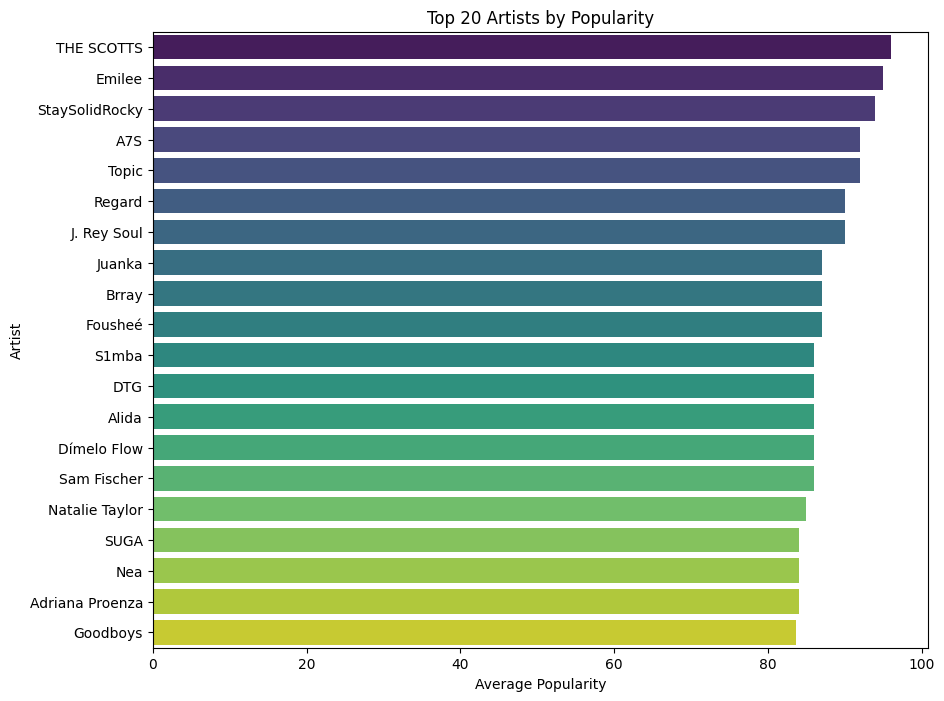 Top 20 Artists by Popularity
THE SCOTTS
Emilee
StaySolidRocky
A7S
Topic
Regard
J. Rey Soul
Juanka
Brray
Fousheé
S1mba
DTG
Alida
Dímelo Flow
Sam Fischer
Natalie Taylor
SUGA
Nea
Adriana Proenza
Goodboys
Artist
0 20 40 60 80 100
Average Popularity